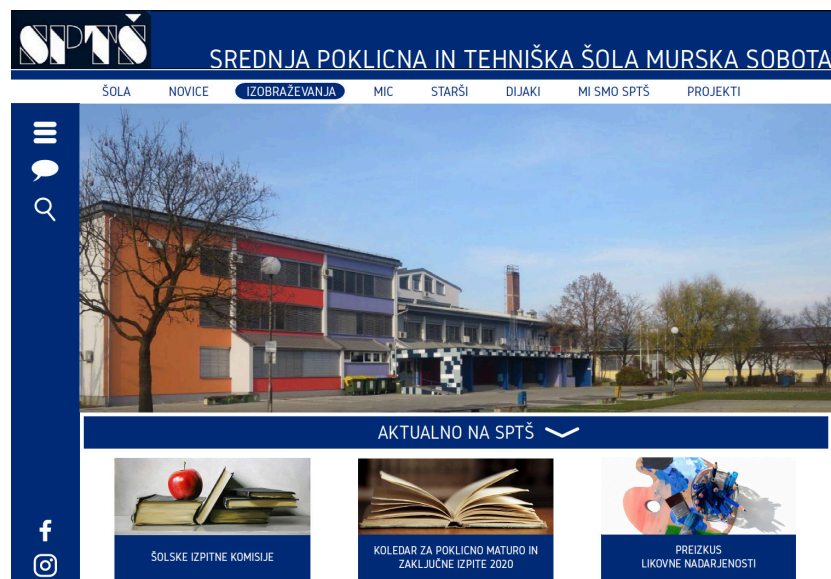 SPTŠ
SREDNJA POKLICNA IN TEHNIŠKA ŠOLA MURSKA SOBOTA
ŠOLA NOVICE IZOBRAŽEVANJA MIC STARŠI DIJAKI MI SMO SPTŠ PROJEKTI
AKTUALNO NA SPTŠ
ŠOLSKE IZPITNE KOMISIJE
KOLEDAR ZA POKLICNO MATURO IN
ZAKLJUČNE IZPITE 2020
PREIZKUS
LIKOVNE NADARJENOSTI